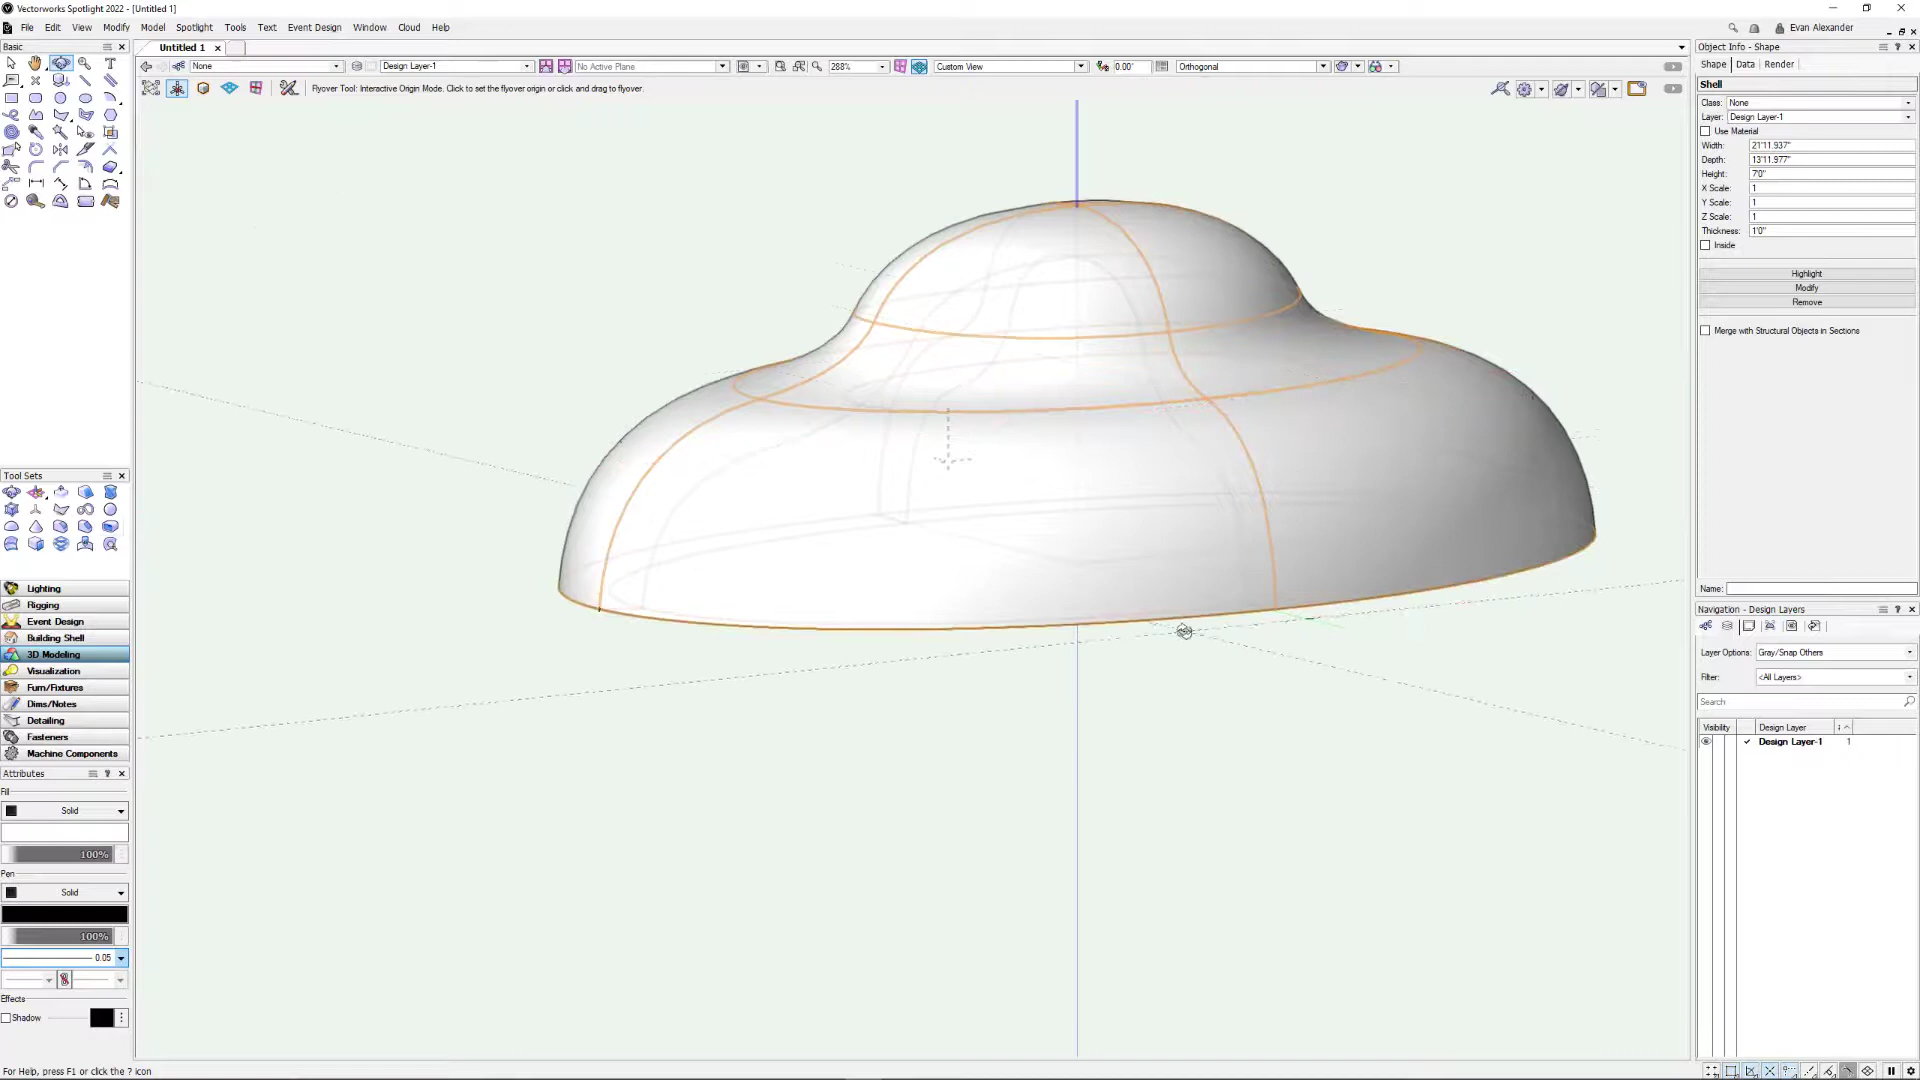 Vectorworks Spotlight 2022 - [Untitled 1]
File Edit View Modify Model Spotlight Tools Text Event Design Window Cloud Help
Evan Alexander
Basic
Untitled 1
None
Design Layer-1
No Active Plane
288%
Custom View
0.00°
Orthogonal
Flyover Tool: Interactive Origin Mode. Click to set the flyover origin or click and drag to flyover.
Object Info - Shape
Shape Data Render
Shell
Class: None
Layer: Design Layer-1
Use Material
Width: 21'11.937"
Depth: 13'11.977"
Height: 7'0"
X Scale: 1
Y Scale: 1
Z Scale: 1
Thickness: 1'0"
Inside
Highlight
Modify
Remove
Merge with Structural Objects in Sections
Name:
Navigation - Design Layers
Layer Options: Gray/Snap Others
Filter: <All Layers>
Search
Visibility Design Layer
Design Layer-1 1
Tool Sets
Lighting
Rigging
Event Design
Building Shell
3D Modeling
Visualization
Furn/Fixtures
Dims/Notes
Detailing
Fasteners
Machine Components
Attributes
Fill
Solid
100%
Pen
Solid
100%
0.05
Effects
Shadow
For Help, press F1 or click the ? icon